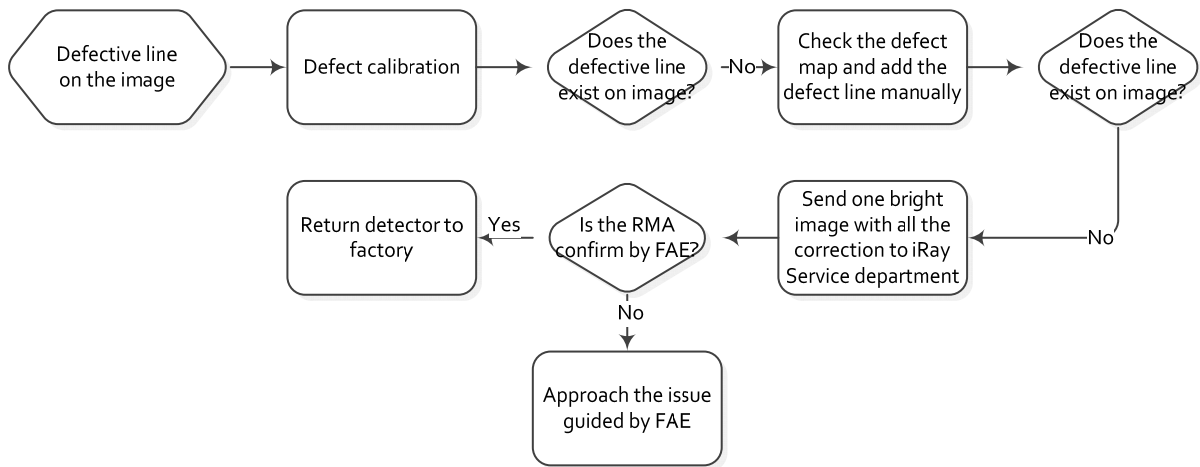 Defective line
on the image
Defect calibration
Does the
defective line
exist on image?
No
Check the defect
map and add the
defect line manually
Does the
defective line
exist on image?
No
Send one bright
image with all the
correction to iRay
Service department
Is the RMA
confirm by FAE?
Yes
Return detector to
factory
No
Approach the issue
guided by FAE